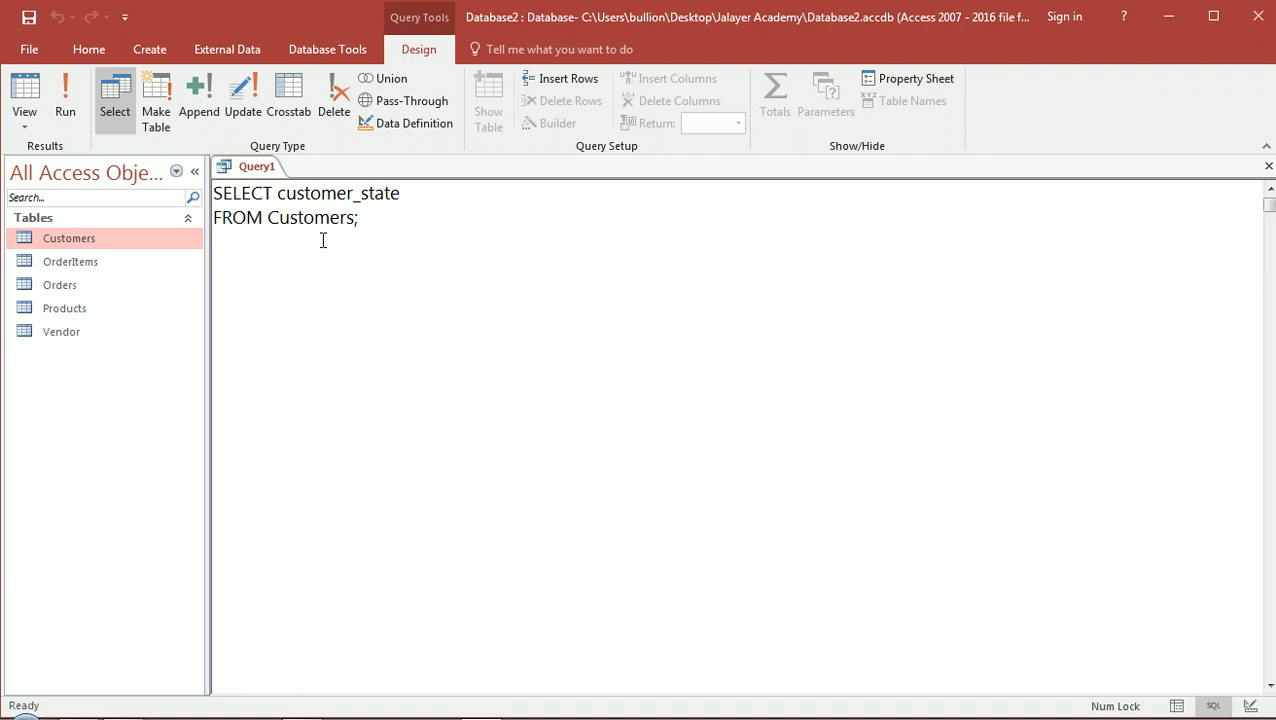 Query Tools
Database2 : Database- C:\Users\bullion\Desktop\Jalayer Academy\Database2.accdb (Access 2007 - 2016 file f...
Sign in
?
File
Home
Create
External Data
Database Tools
Design
Tell me what you want to do
View
Run
Select
Make Table
Append
Update
Crosstab
Delete
Union
Pass-Through
Data Definition
Show Table
Insert Rows
Delete Rows
Builder
Insert Columns
Delete Columns
Return:
Totals
Parameters
Property Sheet
Table Names
Results
Query Type
Query Setup
Show/Hide
All Access Obje...
Search...
Tables
Customers
OrderItems
Orders
Products
Vendor
Query1
SELECT customer_state
FROM Customers;
Ready
Num Lock
SQL